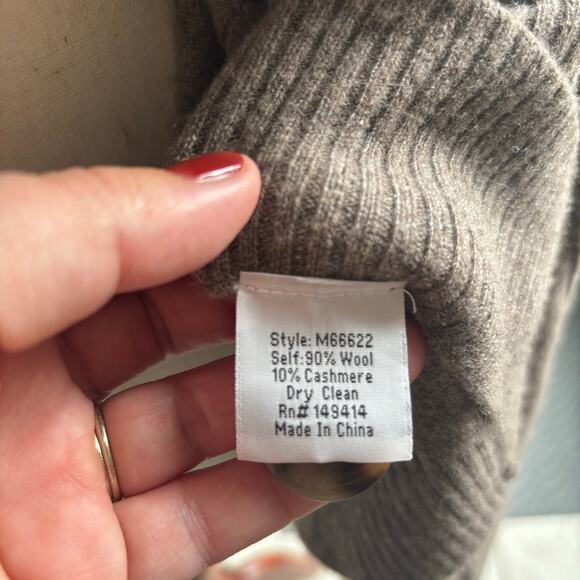 Style: M66622
Self:90% Wool
10% Cashmere
Dry Clean
Rn# 149414
Made In China